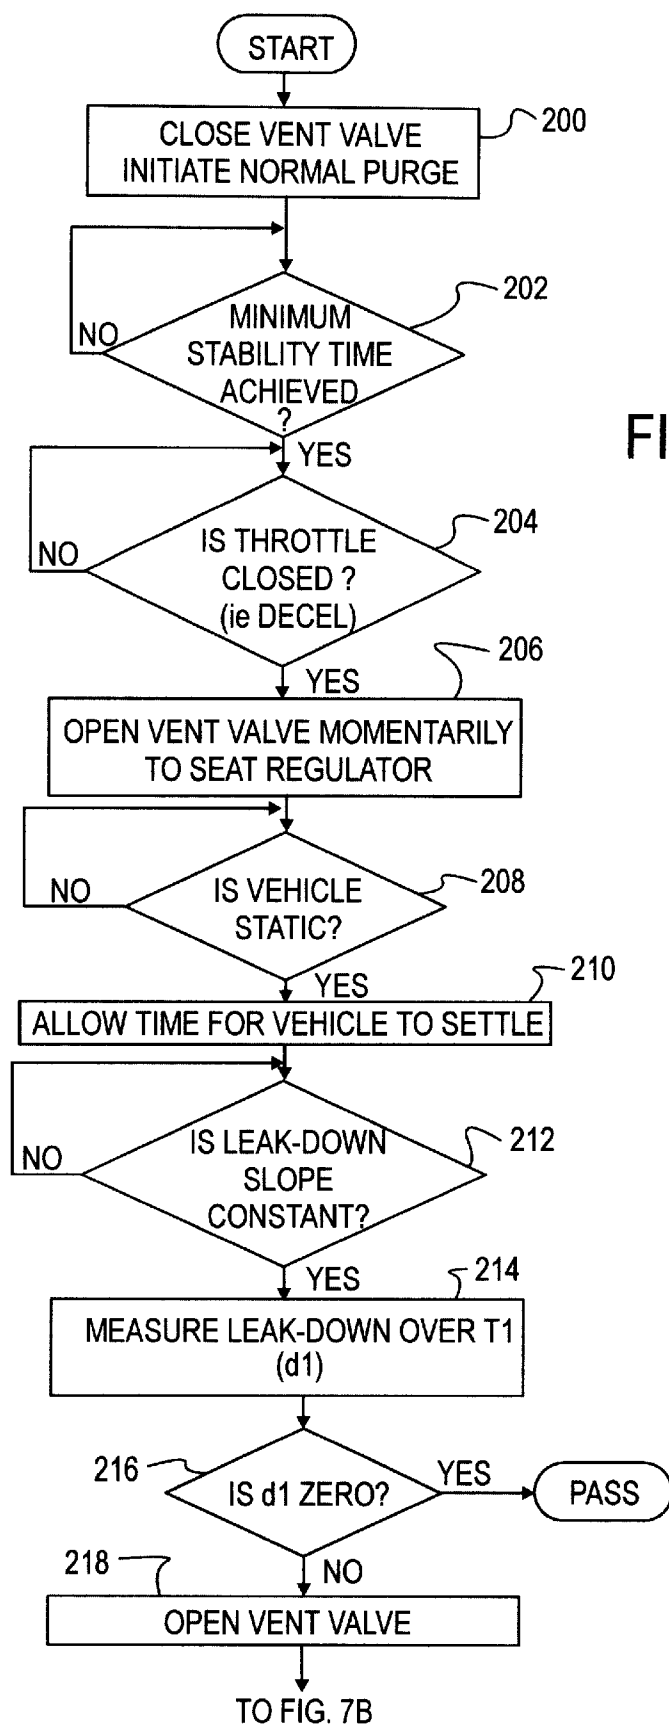 START
CLOSE VENT VALVE
INITIATE NORMAL PURGE
200
NO
MINIMUM
STABILITY TIME
ACHIEVED
?
202
YES
FI
NO
IS THROTTLE
CLOSED ?
(ie DECEL)
204
YES
206
OPEN VENT VALVE MOMENTARILY
TO SEAT REGULATOR
NO
IS VEHICLE
STATIC?
208
YES
210
ALLOW TIME FOR VEHICLE TO SETTLE
NO
IS LEAK-DOWN
SLOPE
CONSTANT?
212
YES
214
MEASURE LEAK-DOWN OVER T1
(d1)
216
IS d1 ZERO?
YES
PASS
NO
218
OPEN VENT VALVE
TO FIG. 7B